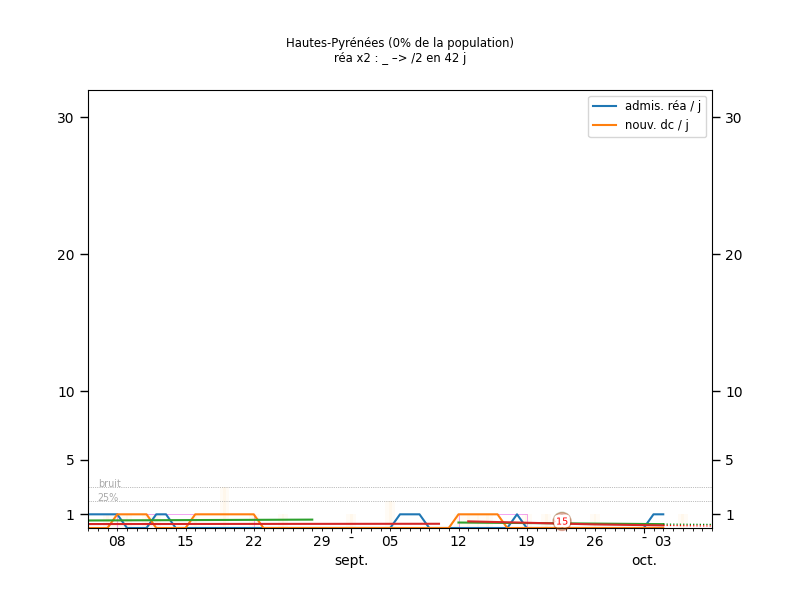 Hautes-Pyrénées (0% de la population)
réa x2 : _ –> /2 en 42 j
admis. réa / j
nouv. dc / j
30 30
20 20
10 10
5 5
bruit
25%
1 15 1
08 15 22 29 - 05 12 19 26 - 03
sept. oct.